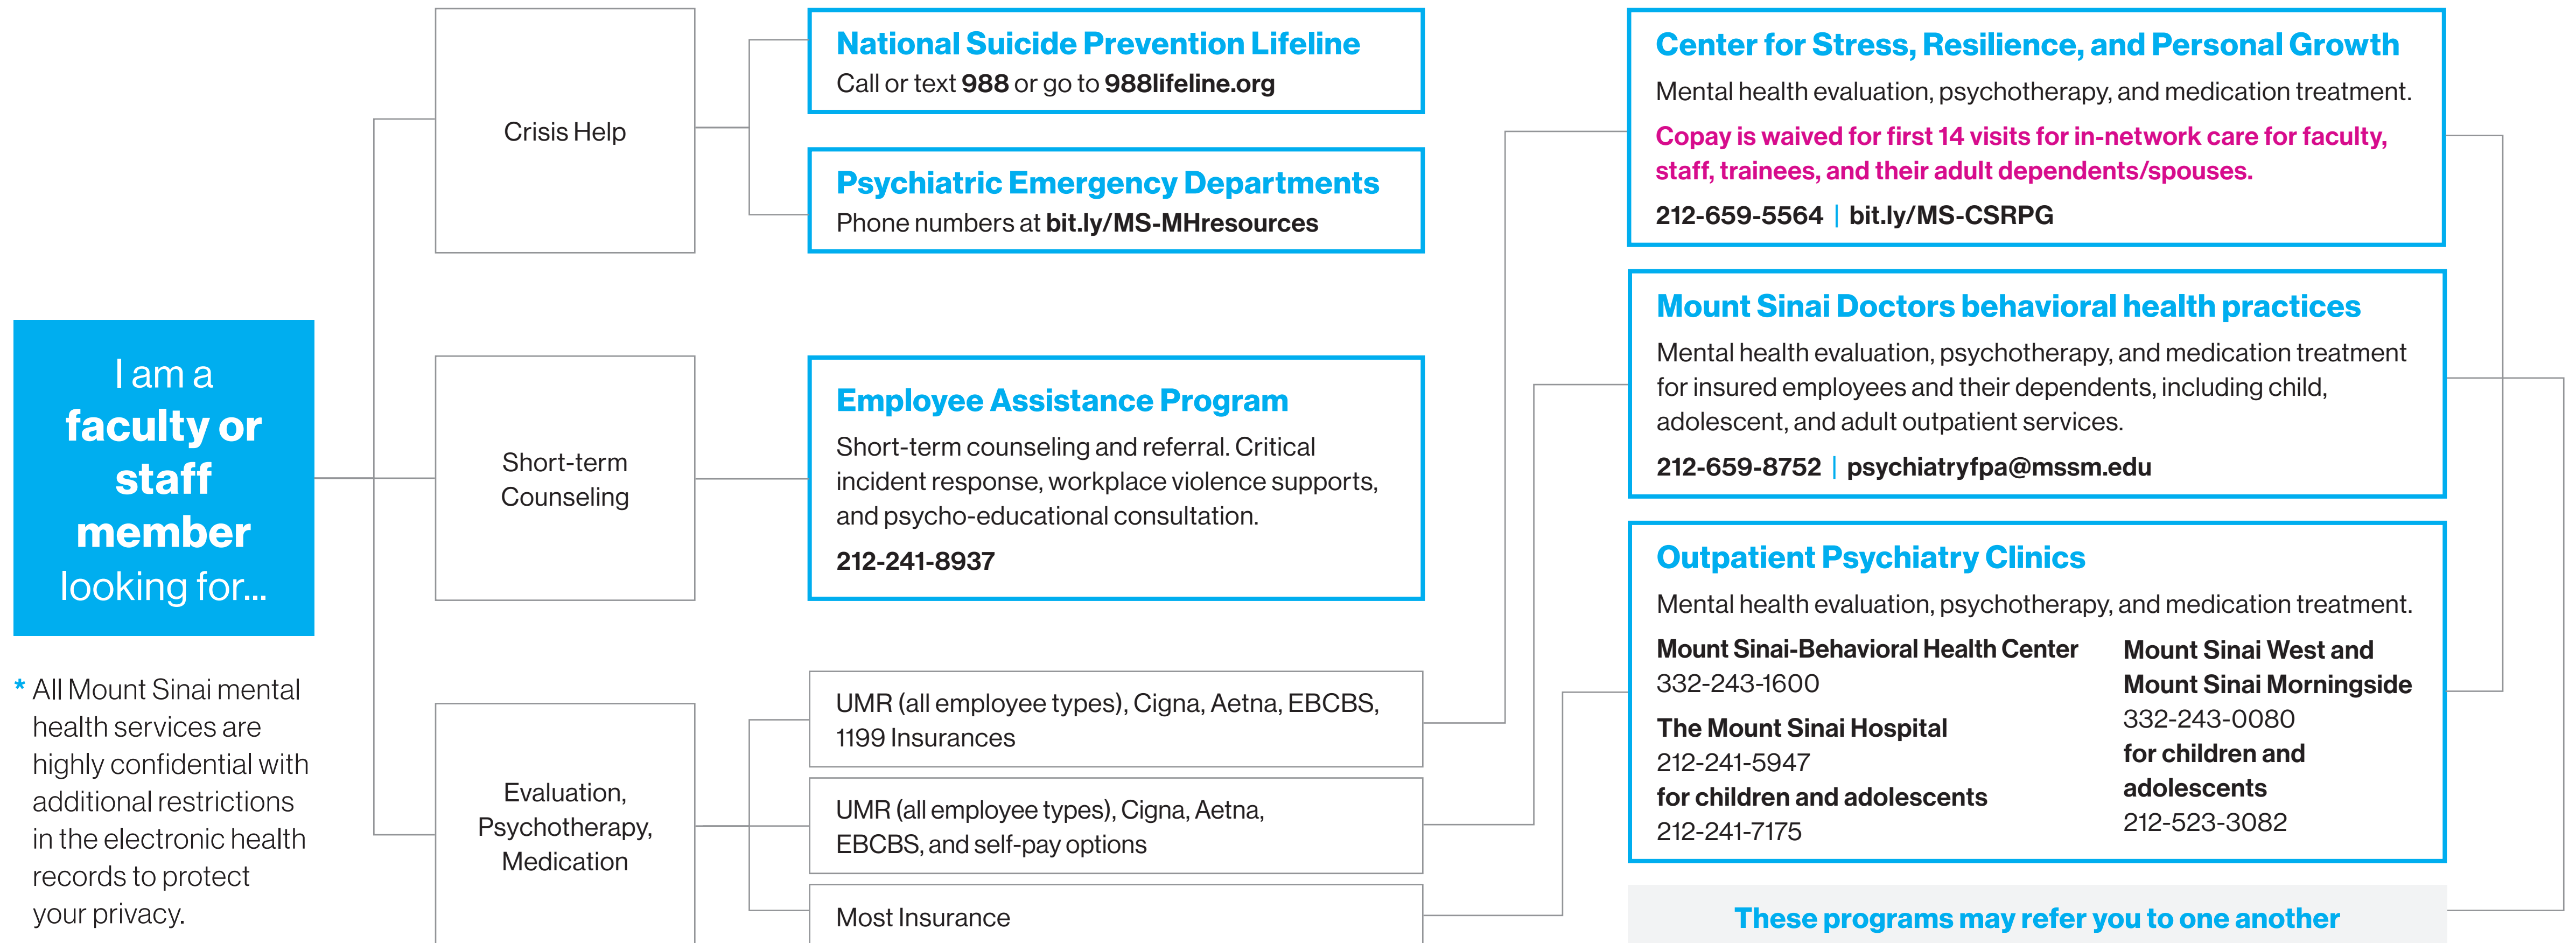 I am a
faculty or
staff
member
looking for...
* All Mount Sinai mental
health services are
highly confidential with
additional restrictions
in the electronic health
records to protect
your privacy.
Crisis Help
National Suicide Prevention Lifeline
Call or text 988 or go to 988lifeline.org
Psychiatric Emergency Departments
Phone numbers at bit.ly/MS-MHresources
Short-term
Counseling
Employee Assistance Program
Short-term counseling and referral. Critical
incident response, workplace violence supports,
and psycho-educational consultation.
212-241-8937
Evaluation,
Psychotherapy,
Medication
UMR (all employee types), Cigna, Aetna, EBCBS,
1199 Insurances
UMR (all employee types), Cigna, Aetna,
EBCBS, and self-pay options
Most Insurance
Center for Stress, Resilience, and Personal Growth
Mental health evaluation, psychotherapy, and medication treatment.
Copay is waived for first 14 visits for in-network care for faculty,
staff, trainees, and their adult dependents/spouses.
212-659-5564 | bit.ly/MS-CSRPG
Mount Sinai Doctors behavioral health practices
Mental health evaluation, psychotherapy, and medication treatment
for insured employees and their dependents, including child,
adolescent, and adult outpatient services.
212-659-8752 | psychiatryfpa@mssm.edu
Outpatient Psychiatry Clinics
Mental health evaluation, psychotherapy, and medication treatment.
Mount Sinai-Behavioral Health Center
332-243-1600
The Mount Sinai Hospital
212-241-5947
for children and adolescents
212-241-7175
Mount Sinai West and
Mount Sinai Morningside
332-243-0080
for children and
adolescents
212-523-3082
These programs may refer you to one another